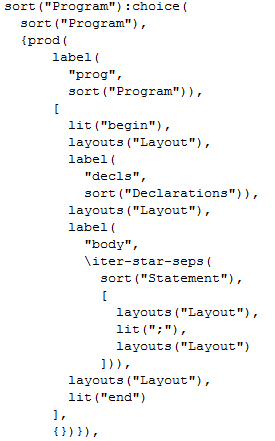 sort("Program"):choice(
  sort("Program"),
  {prod(
      label(
        "prog",
        sort("Program")),
      [
        lit("begin"),
        layouts("Layout"),
        label(
          "decls",
          sort("Declarations")),
        layouts("Layout"),
        label(
          "body",
          \iter-star-seps(
            sort("Statement"),
            [
              layouts("Layout"),
              lit(";"),
              layouts("Layout")
            ])),
        layouts("Layout"),
        lit("end")
      ],
      {})}),